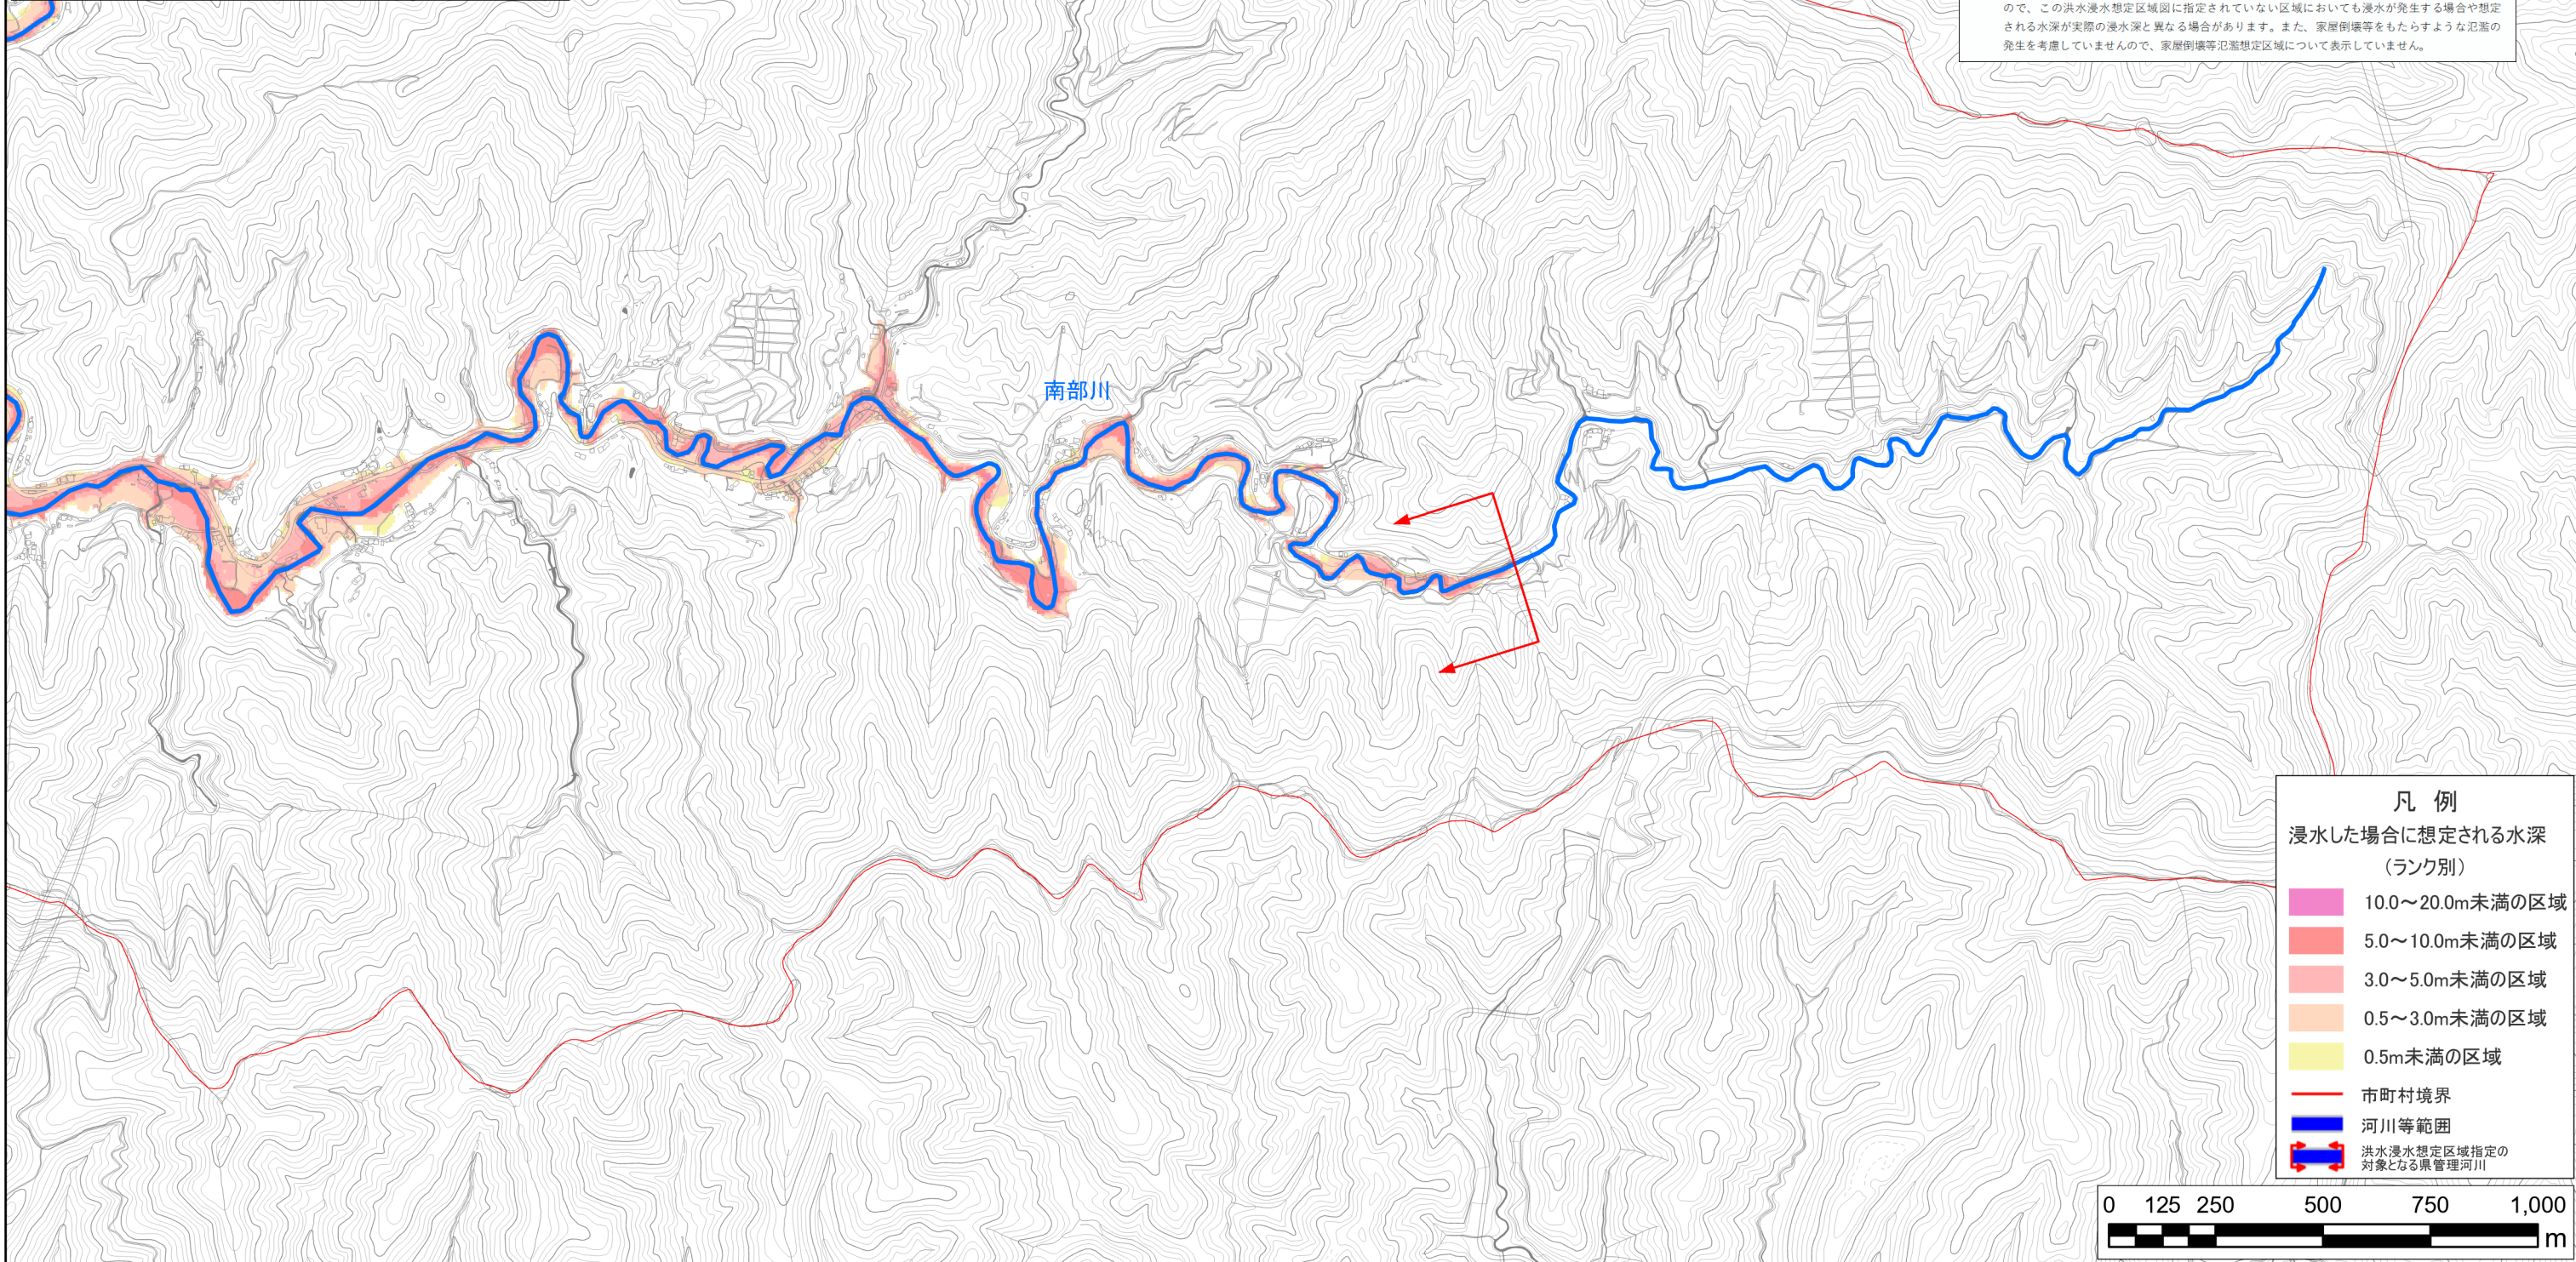 ので、この洪水浸水想定区域図に指定されていない区域においても浸水が発生する場合や想定
される水深が実際の浸水深と異なる場合があります。また、家屋倒壊等をもたらすような氾濫の
発生を考慮していませんので、家屋倒壊等氾濫想定区域について表示していません。
南部川
凡 例
浸水した場合に想定される水深
(ランク別)
10.0~20.0m未満の区域
5.0~10.0m未満の区域
3.0~5.0m未満の区域
0.5~3.0m未満の区域
0.5m未満の区域
市町村境界
河川等範囲
洪水浸水想定区域指定の
対象となる県管理河川
0 125 250 500 750 1,000
m